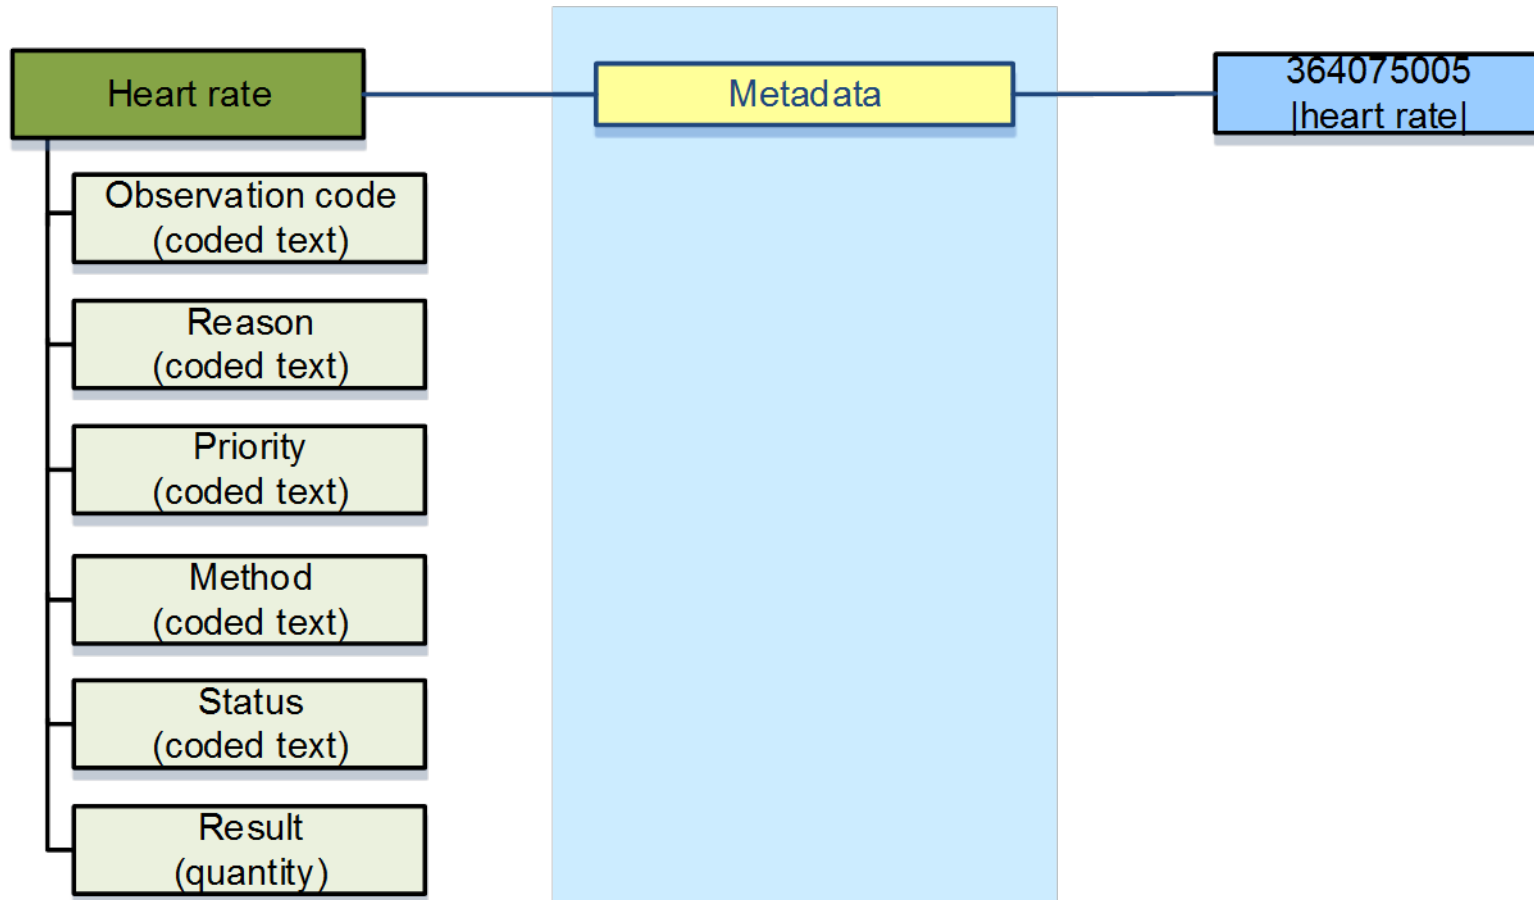 Heart rate
Metadata
364075005
|heart rate|
Observation code
(coded text)
Reason
(coded text)
Priority
(coded text)
Method
(coded text)
Status
(coded text)
Result
(quantity)